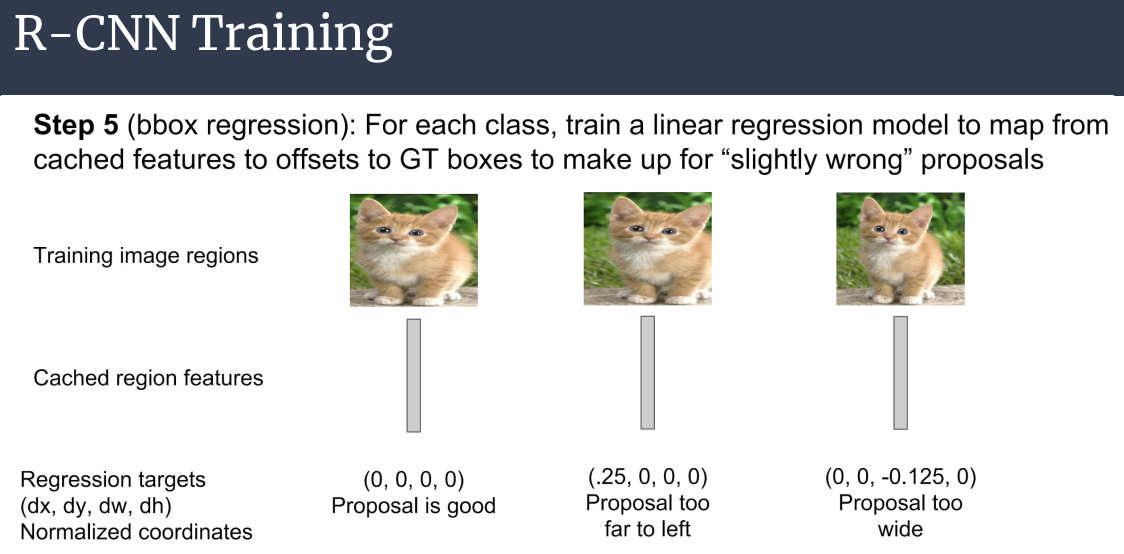 R-CNN Training
Step 5 (bbox regression): For each class, train a linear regression model to map from
cached features to offsets to GT boxes to make up for “slightly wrong” proposals
Training image regions
Cached region features
Regression targets
(dx, dy, dw, dh)
Normalized coordinates
(0, 0, 0, 0)
Proposal is good
(.25, 0, 0, 0)
Proposal too
far to left
(0, 0, -0.125, 0)
Proposal too
wide